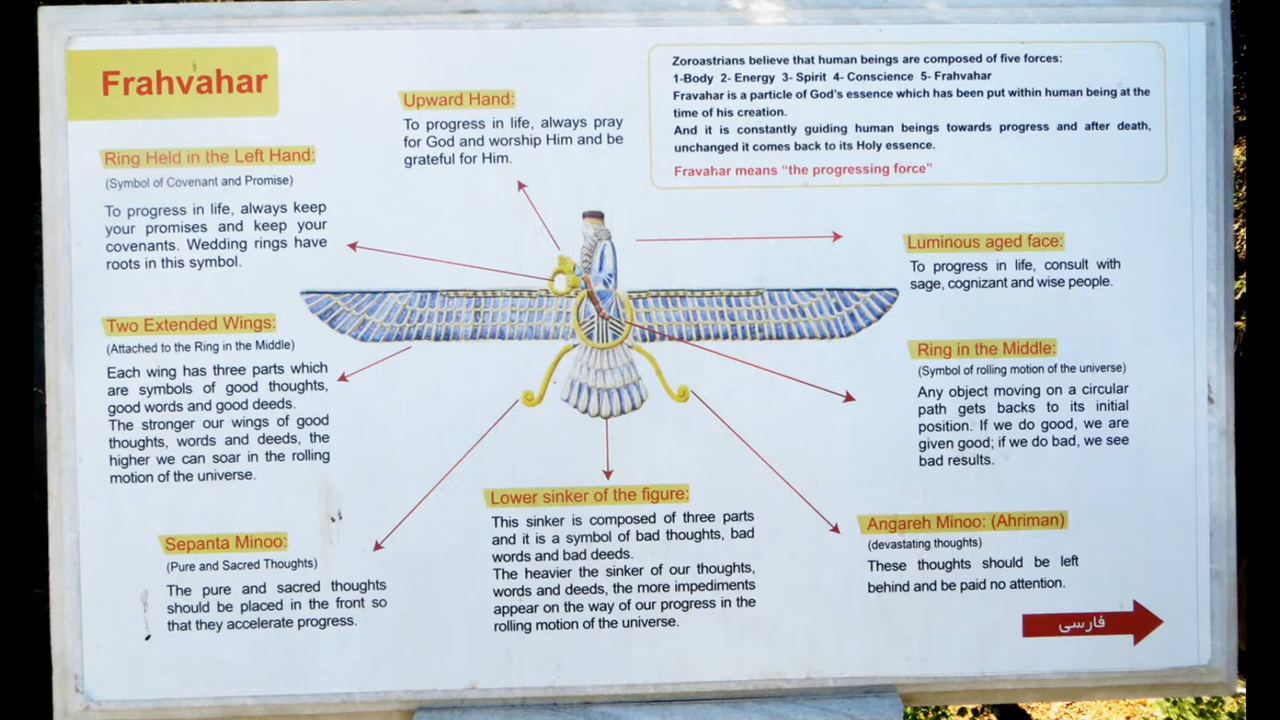 Frahvahar
Zoroastrians believe that human beings are composed of five forces:
1-Body 2- Energy 3- Spirit 4- Conscience 5- Frahvahar
Fravahar is a particle of God's essence which has been put within human being at the
time of his creation.
And it is constantly guiding human beings towards progress and after death,
unchanged it comes back to its Holy essence.
Fravahar means "the progressing force"
Upward Hand:
To progress in life, always pray
for God and worship Him and be
grateful for Him.
Ring Held in the Left Hand:
(Symbol of Covenant and Promise)
To progress in life, always keep
your promises and keep your
covenants. Wedding rings have
roots in this symbol.
Luminous aged face:
To progress in life, consult with
sage, cognizant and wise people.
Two Extended Wings:
(Attached to the Ring in the Middle)
Each wing has three parts which
are symbols of good thoughts,
good words and good deeds.
The stronger our wings of good
thoughts, words and deeds, the
higher we can soar in the rolling
motion of the universe.
Ring in the Middle:
(Symbol of rolling motion of the universe)
Any object moving on a circular
path gets backs to its initial
position. If we do good, we are
given good; if we do bad, we see
bad results.
Lower sinker of the figure:
This sinker is composed of three parts
and it is a symbol of bad thoughts, bad
words and bad deeds.
The heavier the sinker of our thoughts,
words and deeds, the more impediments
appear on the way of our progress in the
rolling motion of the universe.
Sepanta Minoo:
(Pure and Sacred Thoughts)
The pure and sacred thoughts
should be placed in the front so
that they accelerate progress.
Angareh Minoo: (Ahriman)
(devastating thoughts)
These thoughts should be left
behind and be paid no attention.
فارسی